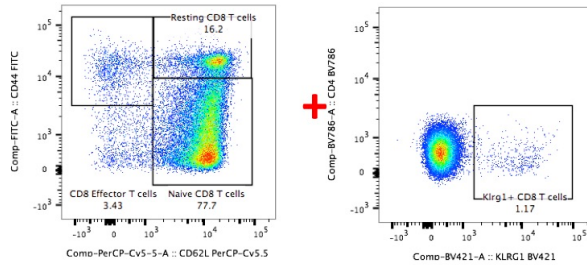 Resting CD8 T cells
16.2
10^5
10^4
10^3
0
-10^3
Comp-FITC-A :: CD44 FITC
CD8 Effector T cells
3.43
Naive CD8 T cells
77.7
-10^3 0 10^3 10^4 10^5
Comp-PerCP-Cy5-5-A :: CD62L PerCP-Cy5.5
+
10^5
10^4
10^3
0
-10^3
Comp-BV786-A :: CD4 BV786
Klrg1+ CD8 T cells
1.17
-10^3 0 10^3 10^4 10^5
Comp-BV421-A :: KLRG1 BV421